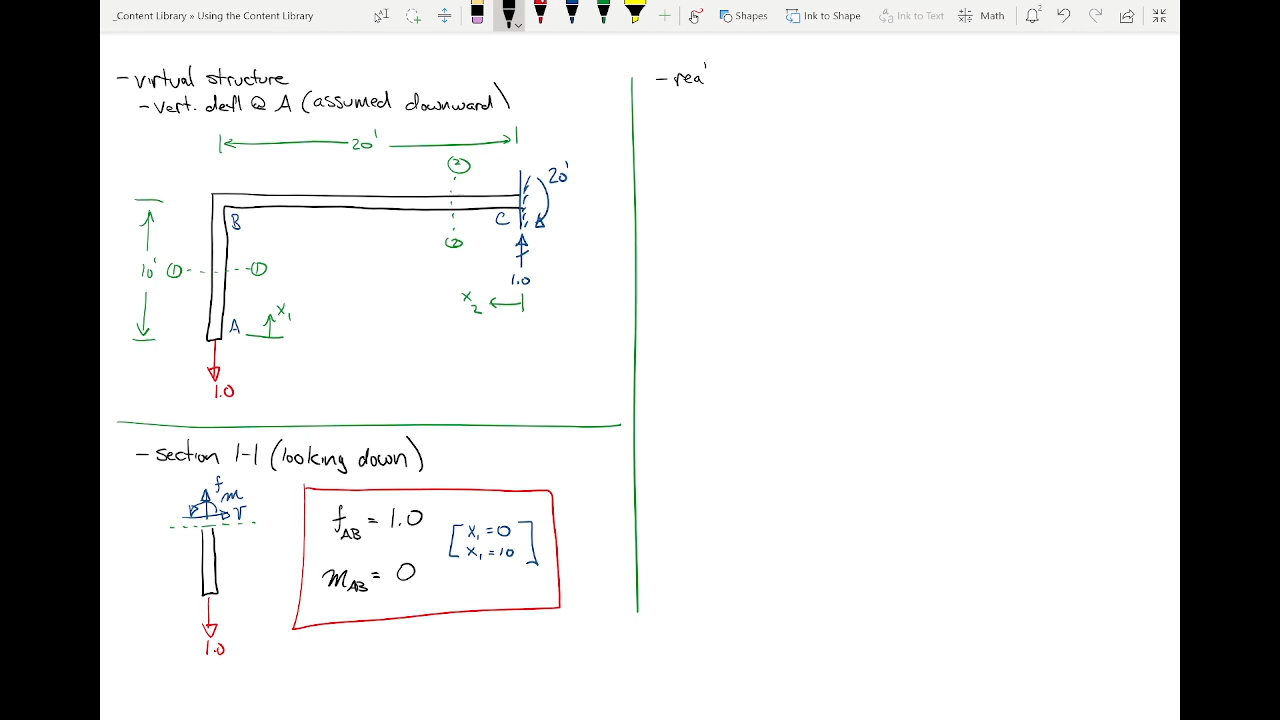 _Content Library » Using the Content Library
Shapes
Ink to Shape
Ink to Text
Math
- virtual structure
- vert. defl @ A (assumed downward)
20'
2
20'
B
C
2
10'
1
1
1.0
x2
x1
A
1.0
- section 1-1 (looking down)
f
m
v
fAB = 1.0
[x1 = 0
x1 = 10]
mAB = 0
1.0
- rea'